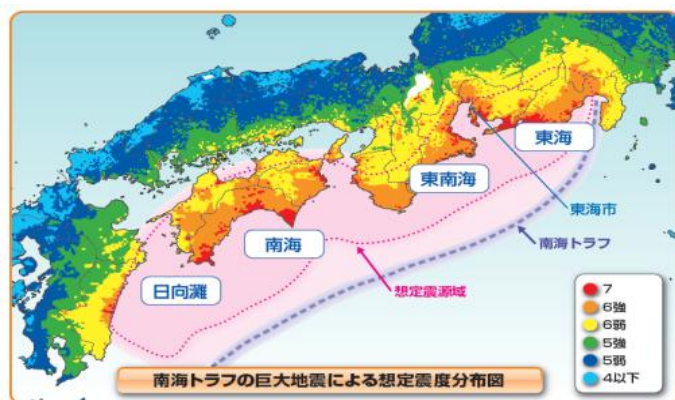 東海
東南海
東海市
南海
南海トラフ
日向灘
想定震源域
7
6強
6弱
5強
5弱
4以下
南海トラフの巨大地震による想定震度分布図